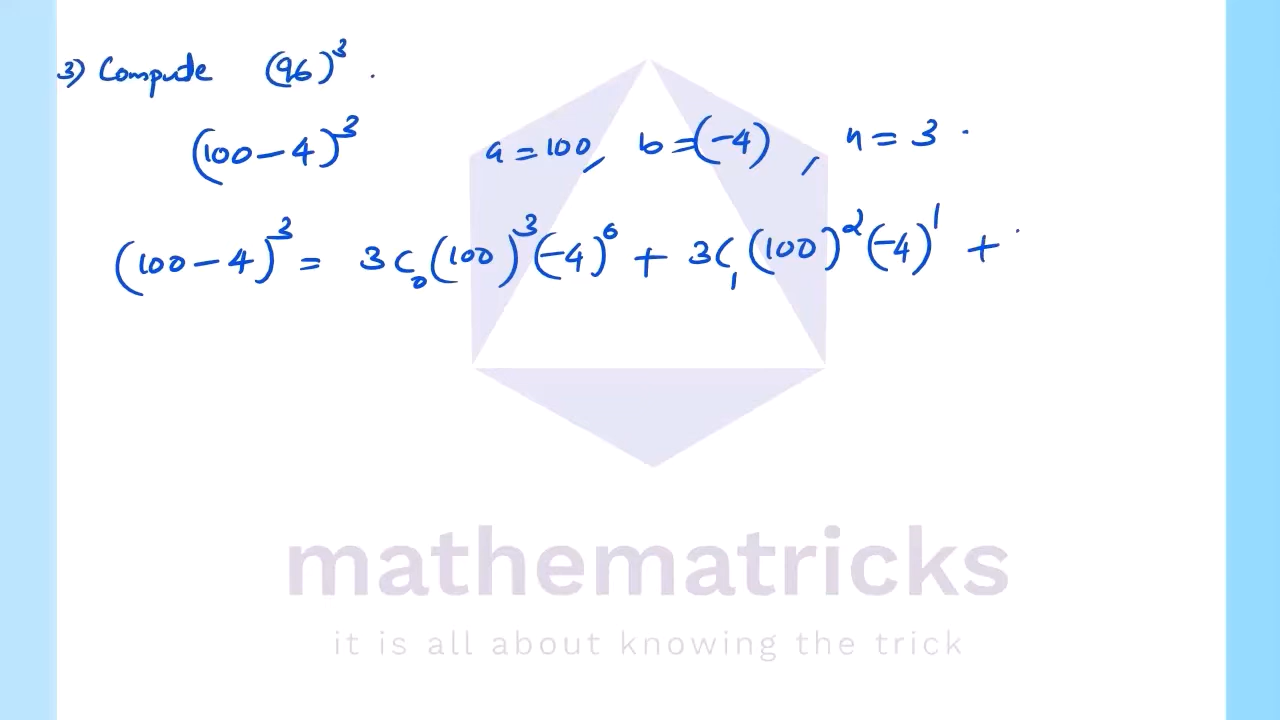 3) Compute (96)³.
(100-4)³ a = 100, b = (-4), n = 3.
(100-4)³ = 3C₀(100)³(-4)⁰ + 3C₁(100)²(-4)¹ +
mathematricks
it is all about knowing the trick